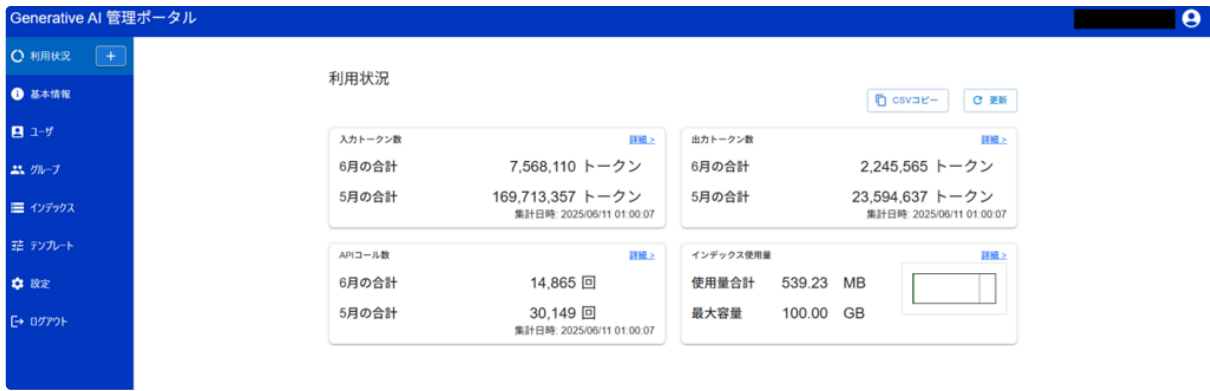 Generative AI 管理ポータル
利用状況 +
基本情報
ユーザ
グループ
インデックス
テンプレート
設定
ログアウト
利用状況
CSVコピー 更新
入力トークン数 詳細 >
6月の合計 7,568,110 トークン
5月の合計 169,713,357 トークン
集計日時: 2025/06/11 01:00:07
出力トークン数 詳細 >
6月の合計 2,245,565 トークン
5月の合計 23,594,637 トークン
集計日時: 2025/06/11 01:00:07
APIコール数 詳細 >
6月の合計 14,865 回
5月の合計 30,149 回
集計日時: 2025/06/11 01:00:07
インデックス使用量 詳細 >
使用量合計 539.23 MB
最大容量 100.00 GB